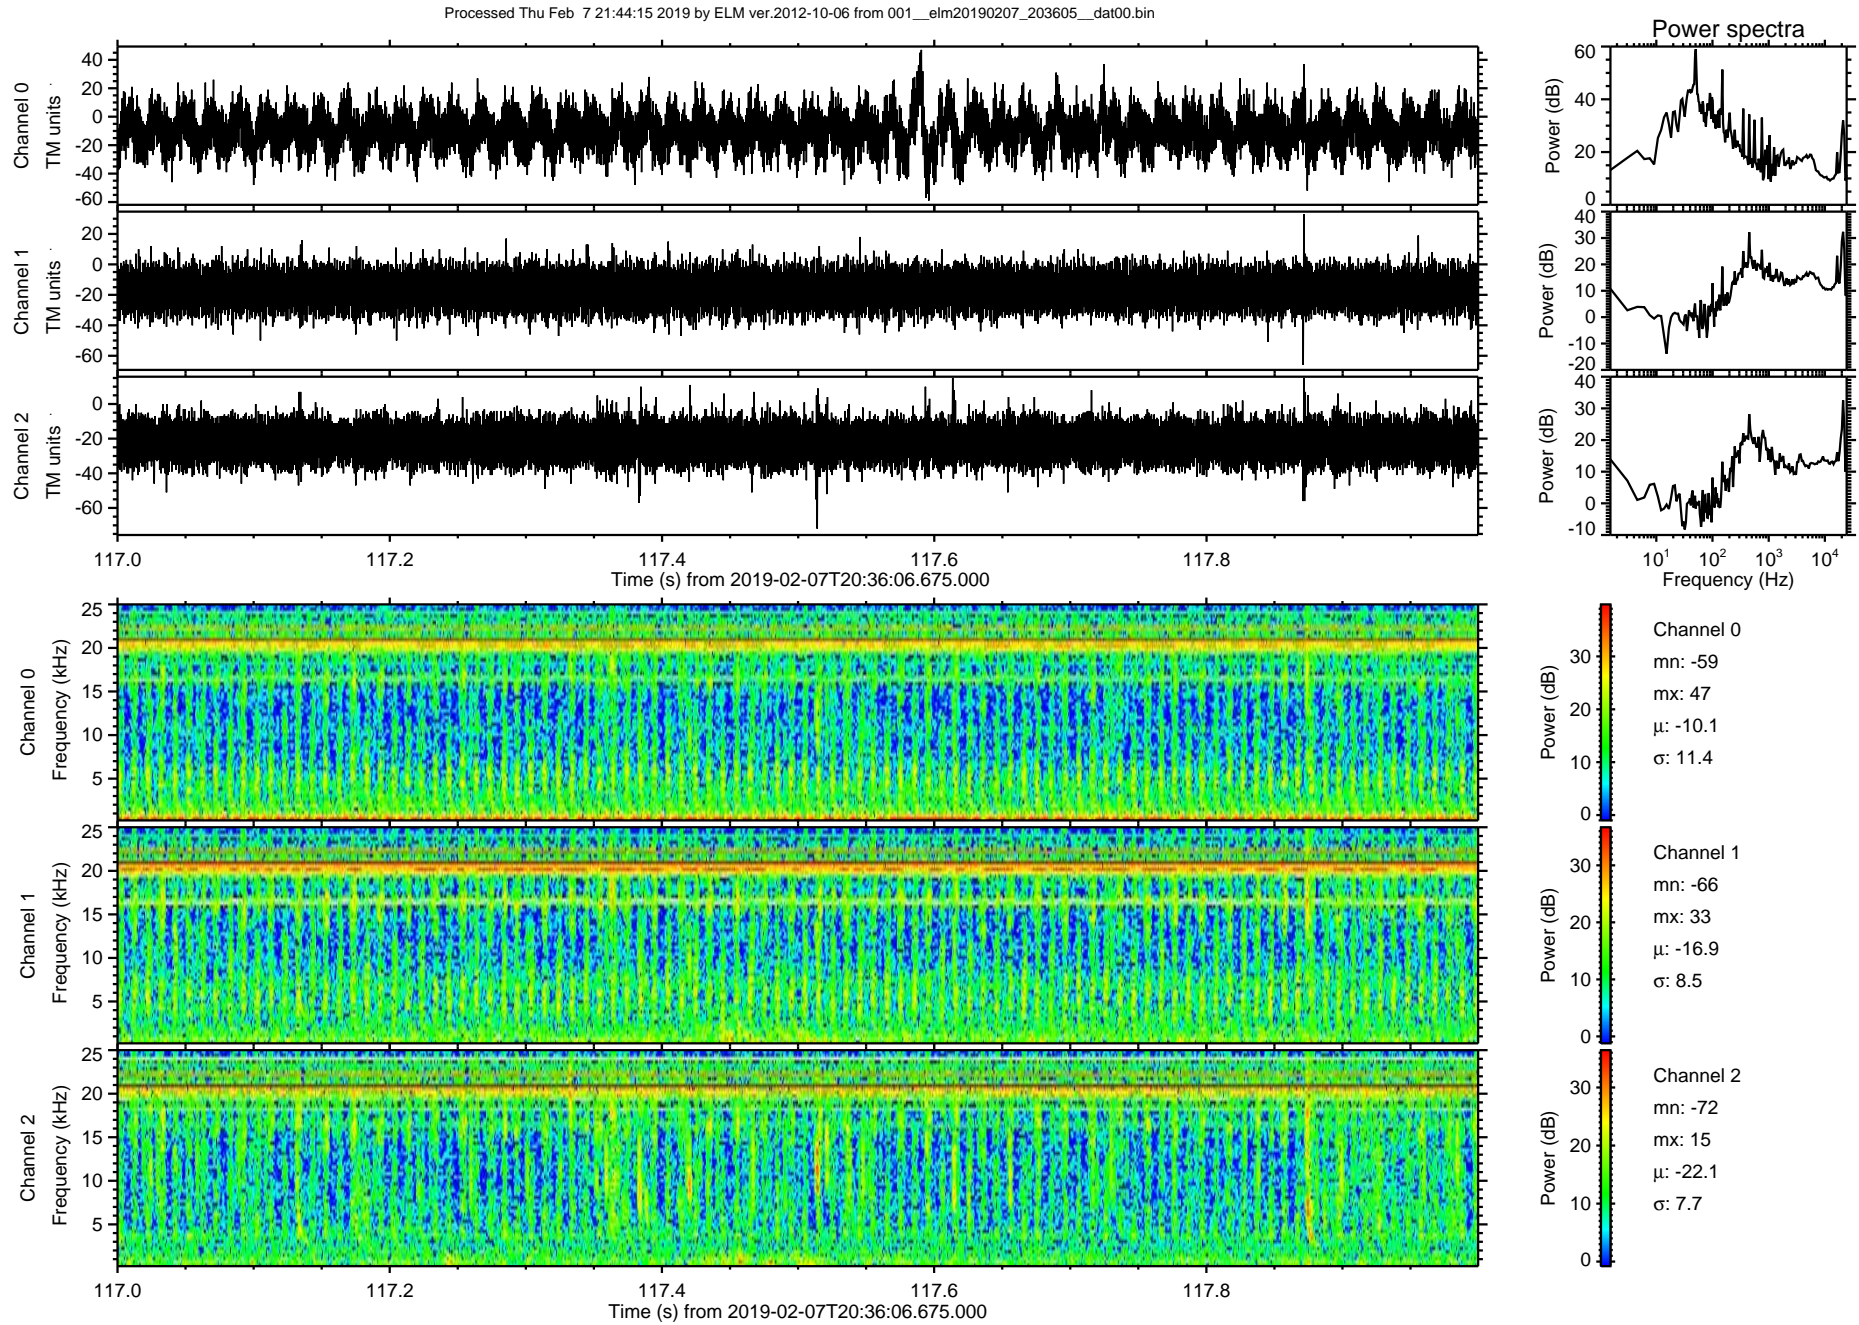 Processed Thu Feb  7 21:44:15 2019 by ELM ver.2012-10-06 from 001__elm20190207_203605__dat00.bin
Power spectra
Channel 0
TM units
40
20
0
-20
-40
-60
Power (dB)
60
40
20
0
Channel 1
TM units
20
0
-20
-40
-60
Power (dB)
40
30
20
10
0
-10
-20
Channel 2
TM units
0
-20
-40
-60
Power (dB)
40
30
20
10
0
-10
117.0 117.2 117.4 117.6 117.8
Time (s) from 2019-02-07T20:36:06.675.000
10¹ 10² 10³ 10⁴
Frequency (Hz)
Channel 0
Frequency (kHz)
25
20
15
10
5
Power (dB)
30
20
10
0
Channel 0
mn: -59
mx: 47
μ: -10.1
σ: 11.4
Channel 1
Frequency (kHz)
25
20
15
10
5
Power (dB)
30
20
10
0
Channel 1
mn: -66
mx: 33
μ: -16.9
σ: 8.5
Channel 2
Frequency (kHz)
25
20
15
10
5
Power (dB)
30
20
10
0
Channel 2
mn: -72
mx: 15
μ: -22.1
σ: 7.7
117.0 117.2 117.4 117.6 117.8
Time (s) from 2019-02-07T20:36:06.675.000